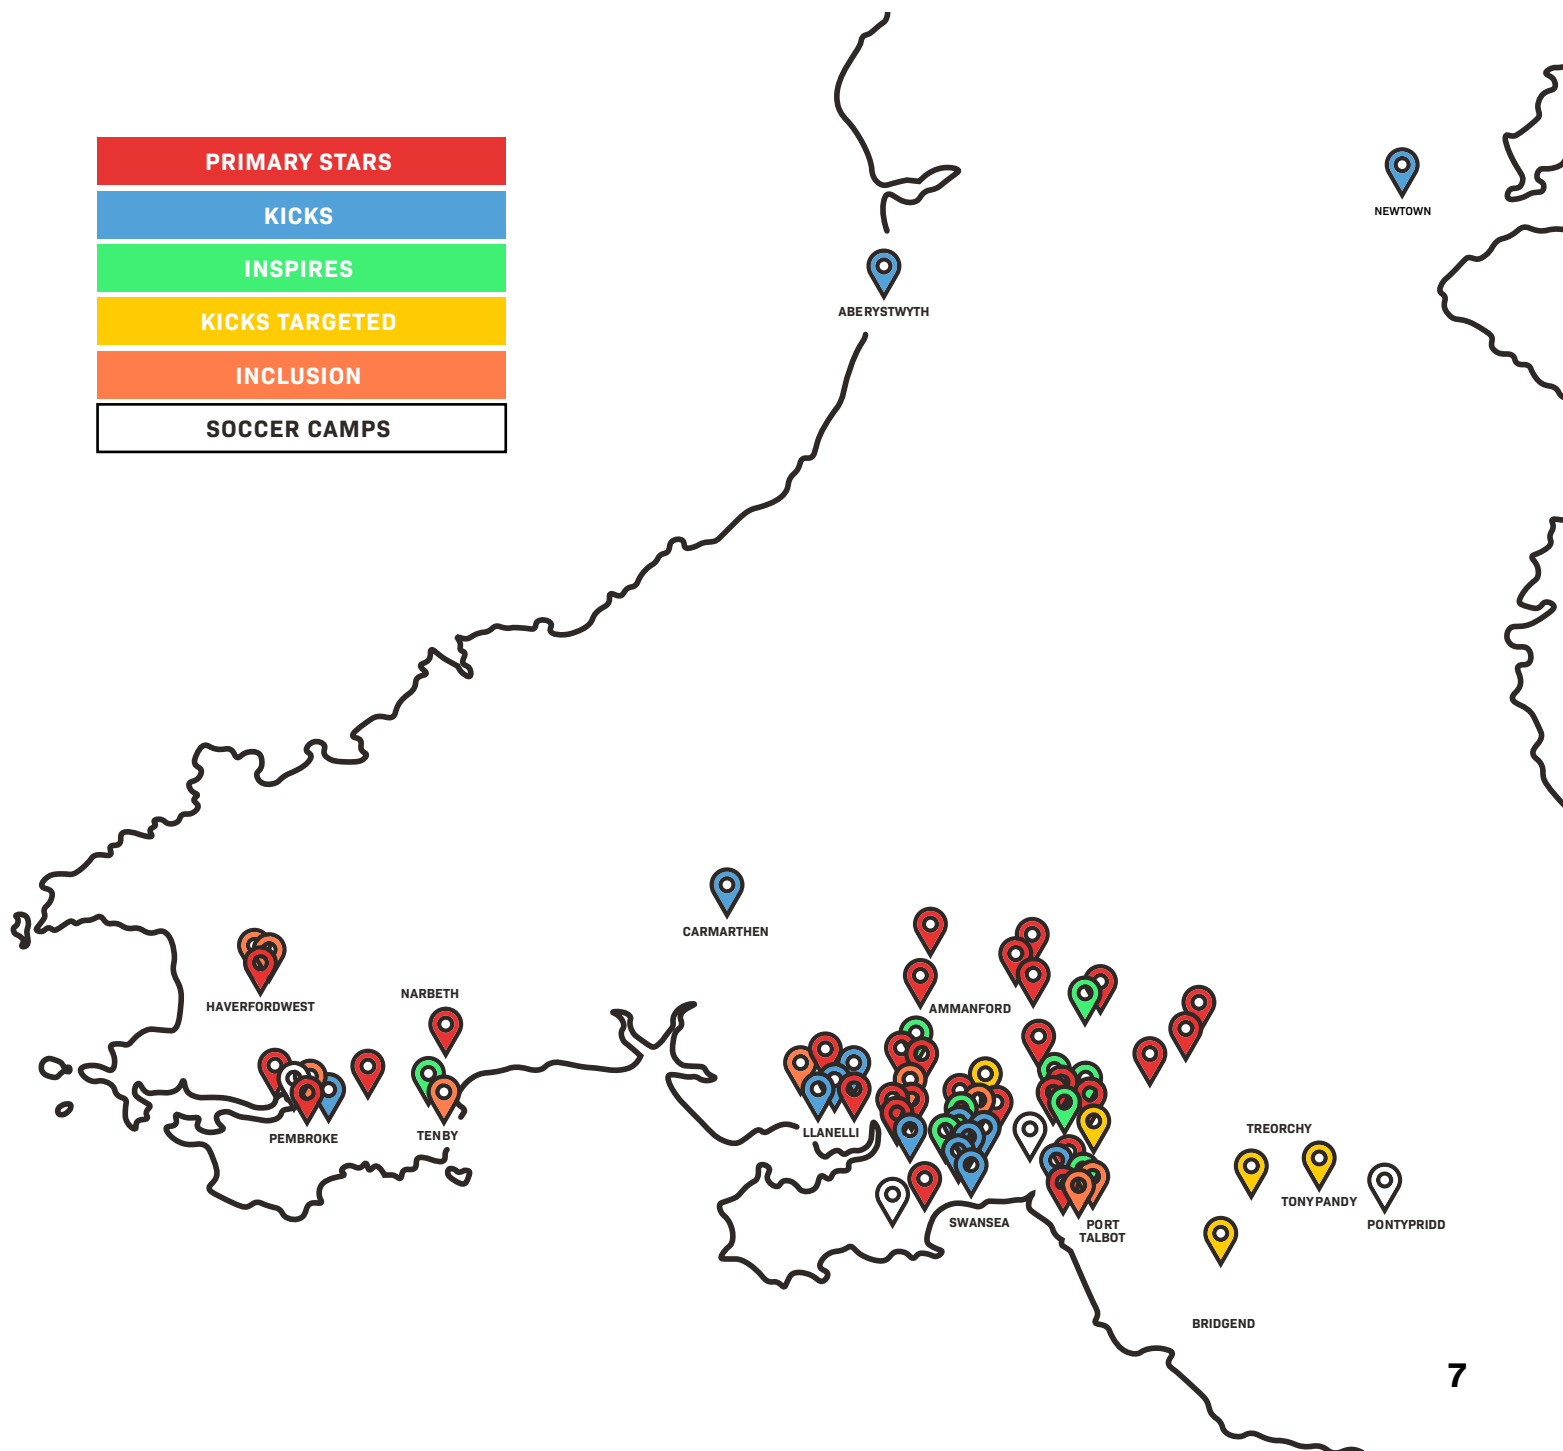 PRIMARY STARS
KICKS
INSPIRES
KICKS TARGETED
INCLUSION
SOCCER CAMPS
NEWTOWN
ABERYSTWYTH
CARMARTHEN
NARBETH
HAVERFORDWEST
AMMANFORD
LLANELLI
TREORCHY
TENBY
PEMBROKE
TONYPANDY
SWANSEA
PORT
TALBOT
PONTYPRIDD
BRIDGEND
7